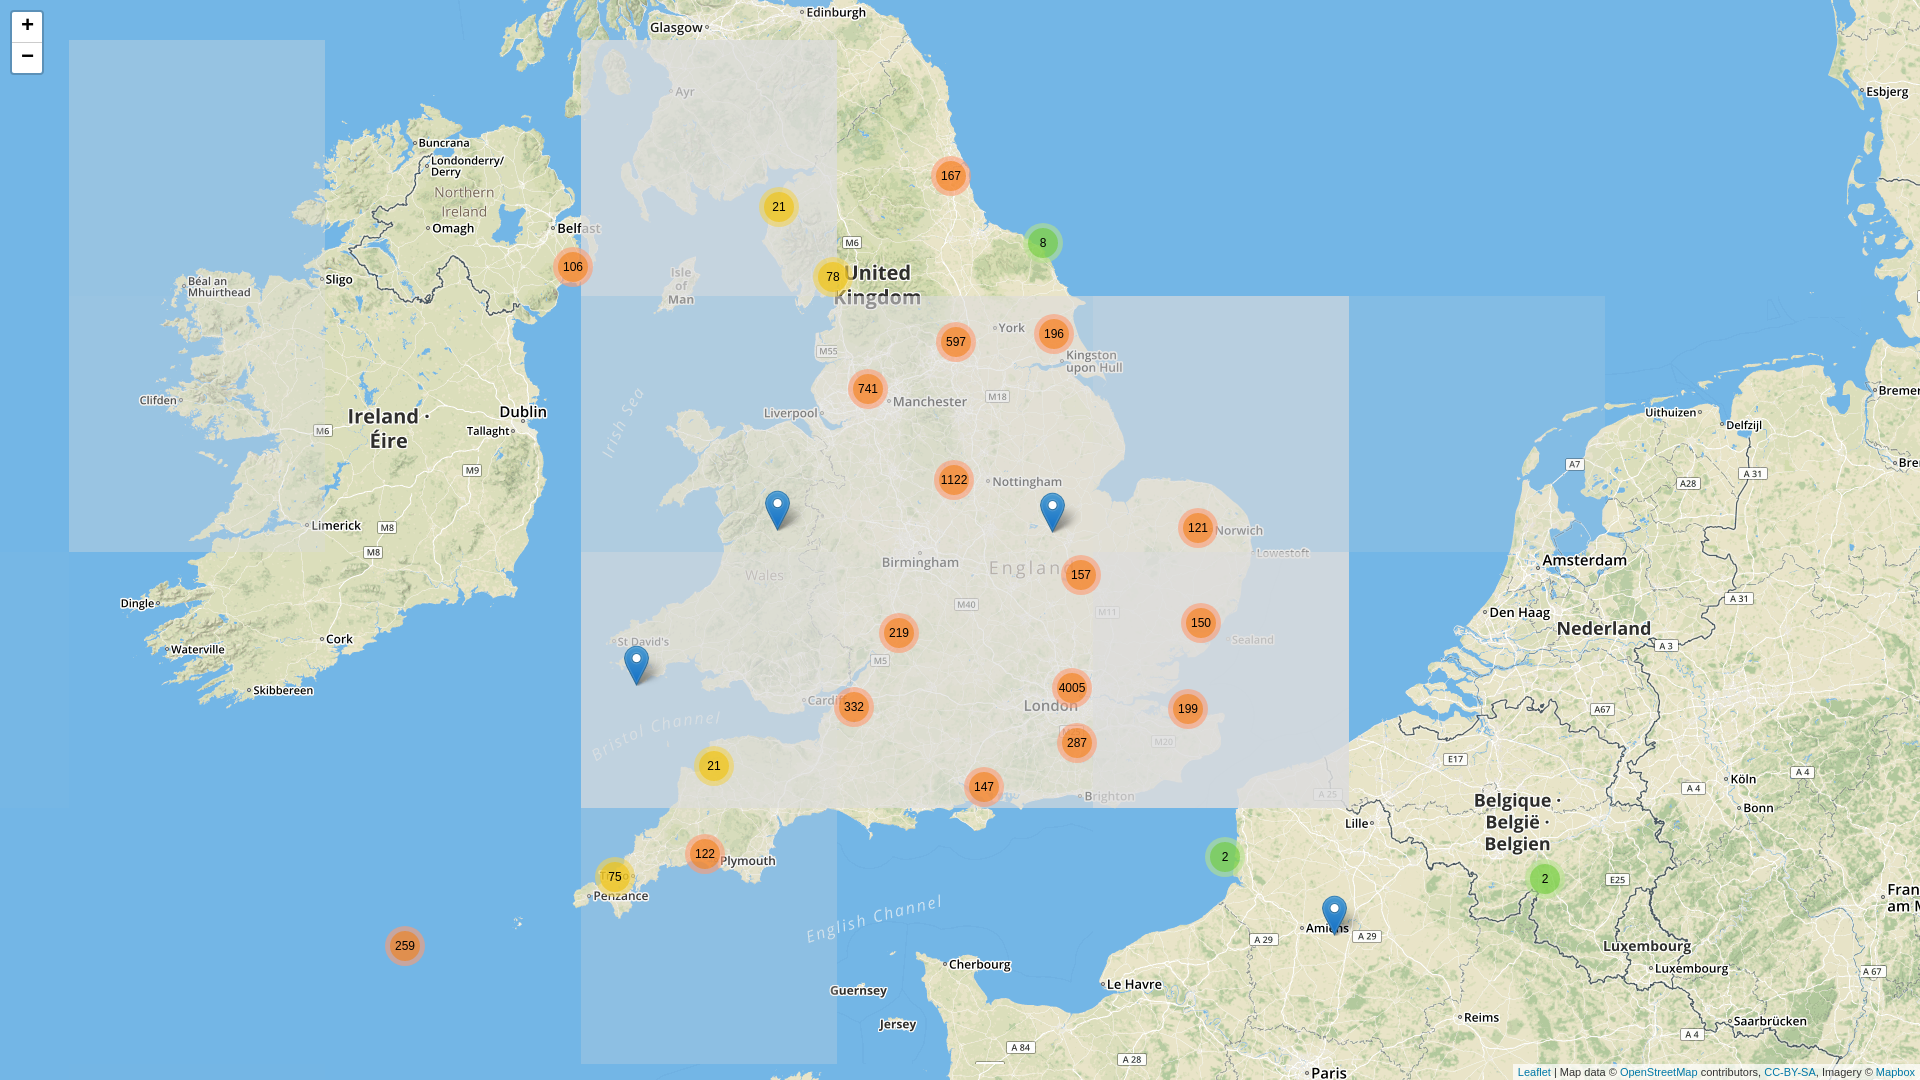 +
−
Glasgow
Edinburgh
Ayr
Esbjerg
Buncrana
Londonderry/
Derry
Northern
Ireland
Omagh
Belfast
167
21
8
M6
106
78
United
Kingdom
Sligo
Béal an
Mhuirthead
Isle
of
Man
York
196
597
M55
Kingston
upon Hull
741
Manchester
M18
Liverpool
Clifden
Ireland ·
Éire
Dublin
Tallaght
M6
M9
Irish Sea
Uithuizen
Delfzijl
Bremen
A7
A 31
A28
1122
Nottingham
Limerick
M8
M8
121
Norwich
Lowestoft
Birmingham
Wales
157
Amsterdam
Dingle
M40
M11
Den Haag
A 31
Nederland
Cork
Waterville
St David's
219
150
Sealand
A 3
M5
Skibbereen
4005
London
Cardiff
332
199
A67
Bristol Channel
287
M20
E17
21
147
Brighton
A 25
A 4
Köln
A 4
Bonn
Belgique ·
België ·
Belgien
Lille
122
Plymouth
75
Penzance
2
2
E25
English Channel
Amiens
A 29
A 29
259
Luxembourg
Luxembourg
A 67
Cherbourg
Le Havre
Guernsey
Jersey
Reims
Saarbrücken
A 4
A 84
A 28
Paris
Leaflet | Map data © OpenStreetMap contributors, CC-BY-SA, Imagery © Mapbox